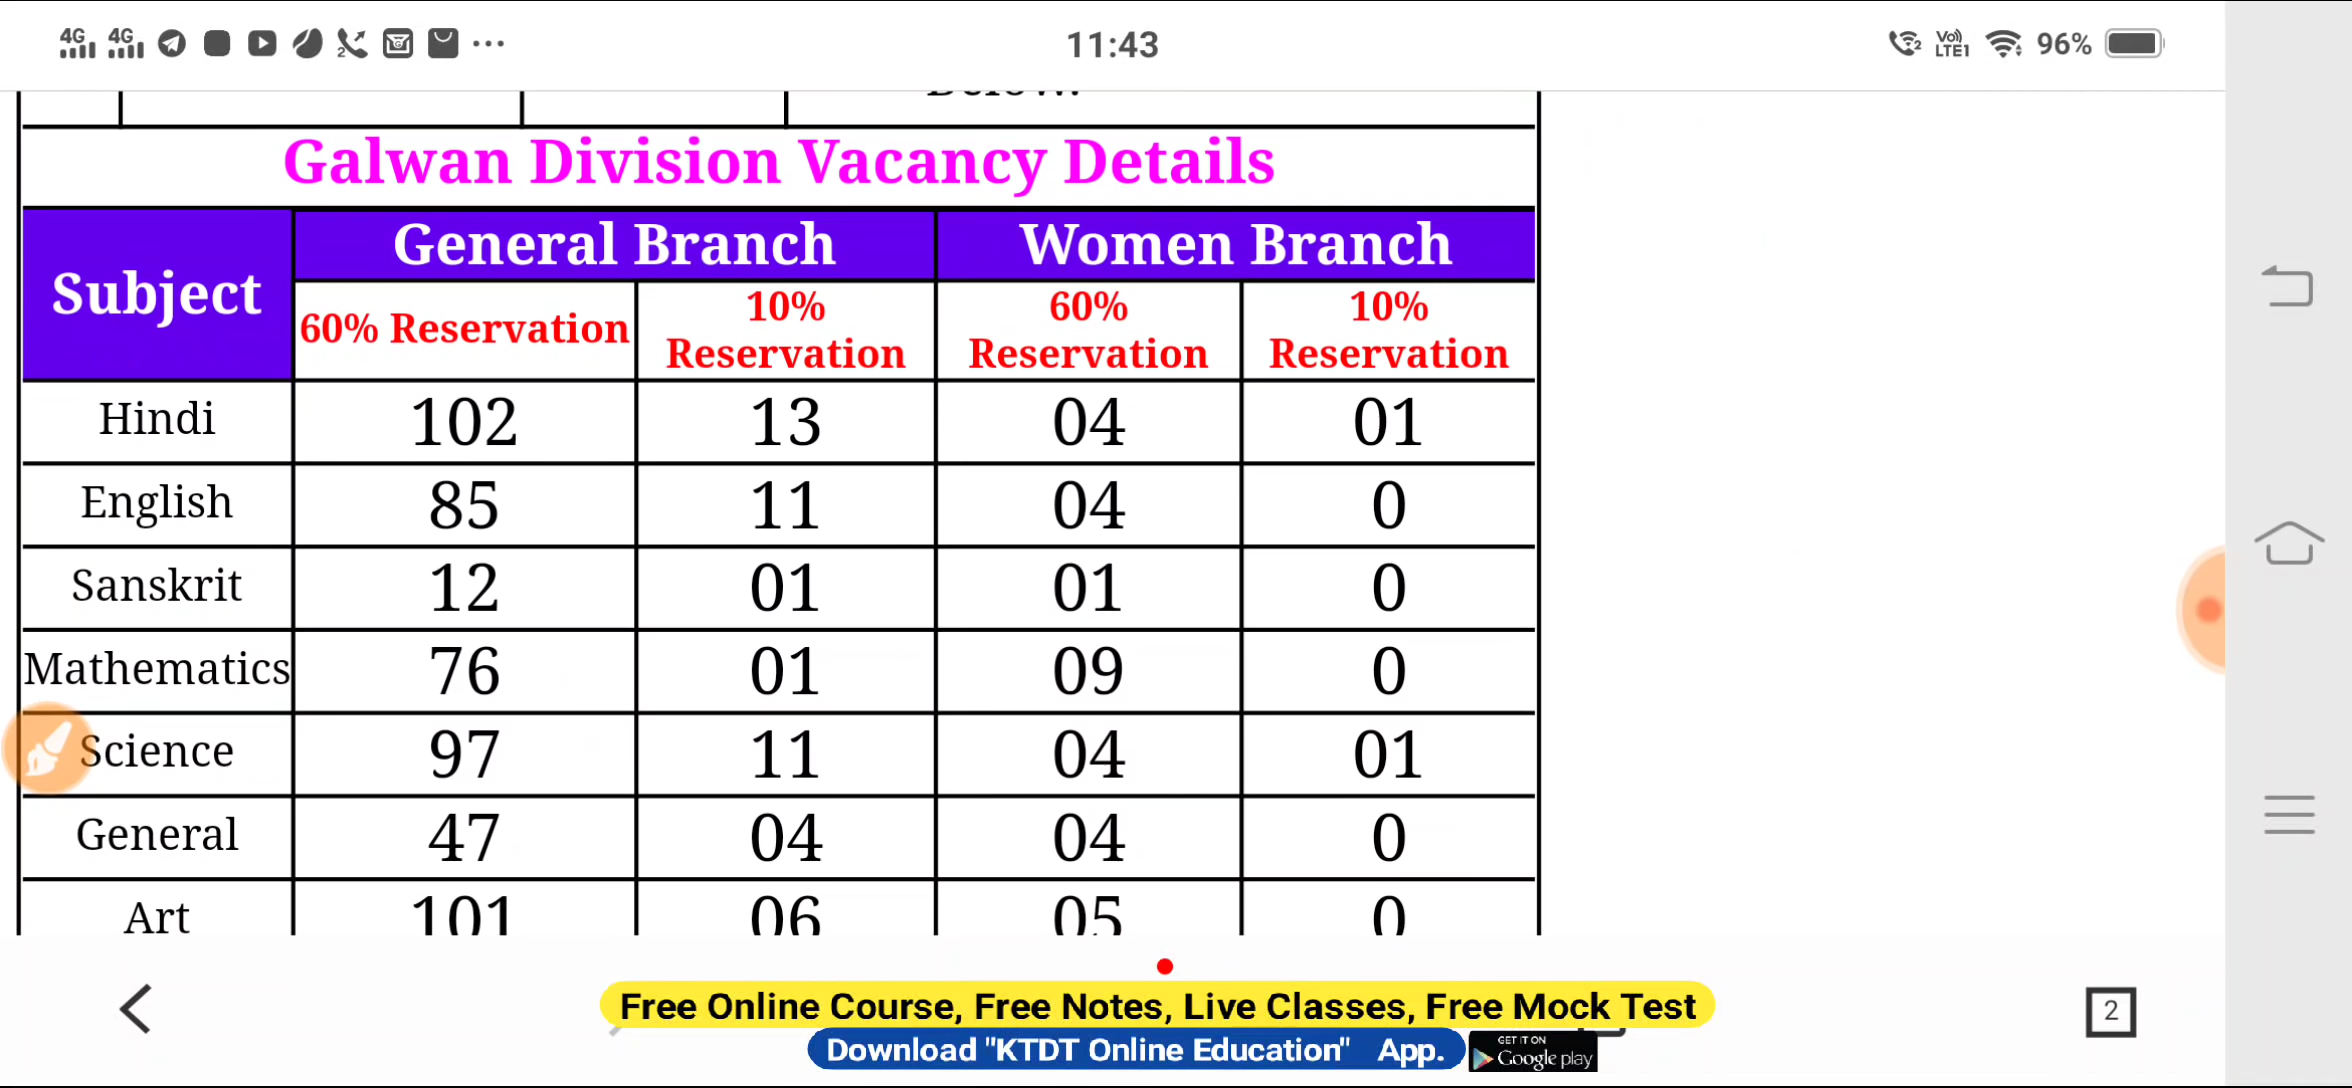 4G 4G 11:43 Vo)) LTE1 96%
Galwan Division Vacancy Details
Subject General Branch Women Branch
60% Reservation 10% Reservation 60% Reservation 10% Reservation
Hindi 102 13 04 01
English 85 11 04 0
Sanskrit 12 01 01 0
Mathematics 76 01 09 0
Science 97 11 04 01
General 47 04 04 0
Art 101 06 05 0
Free Online Course, Free Notes, Live Classes, Free Mock Test
2
Download "KTDT Online Education" App. GET IT ON Google play